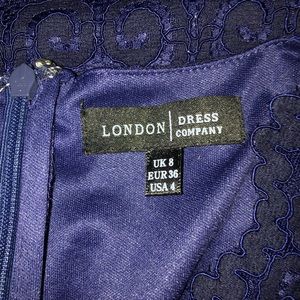 LONDON DRESS
COMPANY
UK 8
EUR 36
USA 4